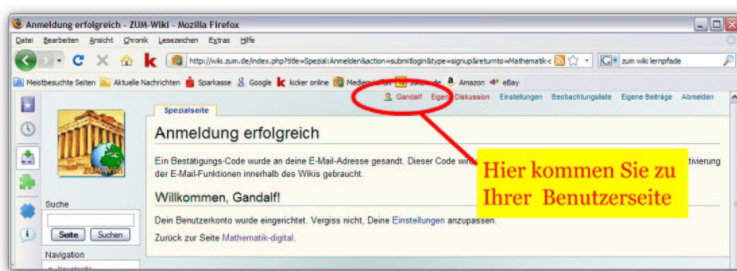 Anmeldung erfolgreich - ZUM-Wiki - Mozilla Firefox
Datei Bearbeiten Ansicht Chronik Lesezeichen Extras Hilfe
http://wiki.zum.de/index.php?title=Spezial:Anmelden&action=submitlogin&type=signup&returnto=Mathematik-c zum wiki lernpfade
Meistbesuchte Seiten Aktuelle Nachrichten Sparkasse Google kicker online Amazon eBay
Gandalf Eigene Diskussion Einstellungen Beobachtungsliste Eigene Beiträge Abmelden
Spezialseite
Anmeldung erfolgreich
Ein Bestätigungs-Code wurde an deine E-Mail-Adresse gesandt. Dieser Code wird
der E-Mail-Funktionen innerhalb des Wikis gebraucht.
Hier kommen Sie zu
Ihrer Benutzerseite
Willkommen, Gandalf!
Dein Benutzerkonto wurde eingerichtet. Vergiss nicht, Deine Einstellungen anzupassen.
Zurück zur Seite Mathematik-digital.
Suche
Seite Suchen
Navigation